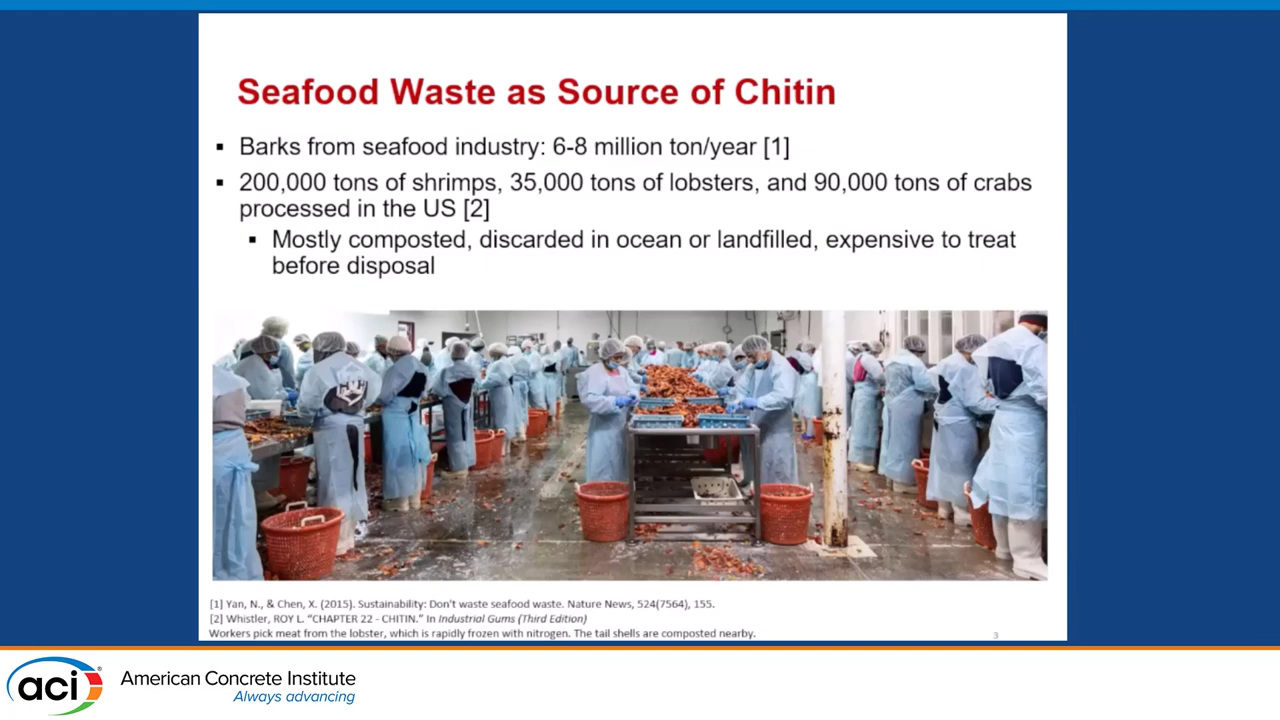 Seafood Waste as Source of Chitin
▪ Barks from seafood industry: 6-8 million ton/year [1]
▪ 200,000 tons of shrimps, 35,000 tons of lobsters, and 90,000 tons of crabs
processed in the US [2]
▪ Mostly composted, discarded in ocean or landfilled, expensive to treat
before disposal
[1] Yan, N., & Chen, X. (2015). Sustainability: Don't waste seafood waste. Nature News, 524(7564), 155.
[2] Whistler, ROY L. “CHAPTER 22 - CHITIN.” In Industrial Gums (Third Edition)
Workers pick meat from the lobster, which is rapidly frozen with nitrogen. The tail shells are composted nearby.
3
aci®
American Concrete Institute
Always advancing